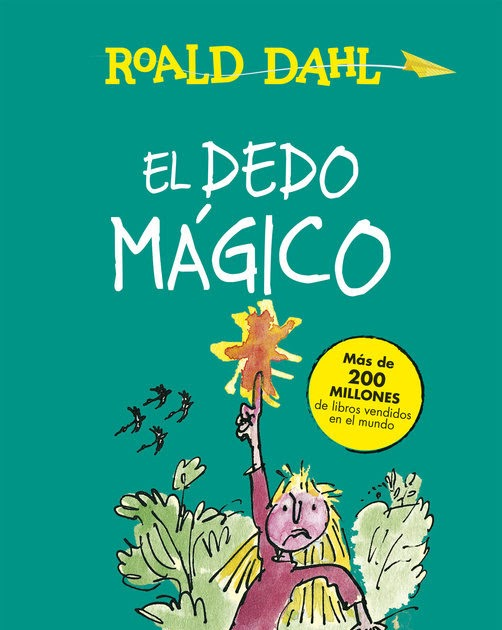 ROALD DAHL
EL DEDO
MÁGICO
Más de
200
MILLONES
de libros vendidos
en el mundo